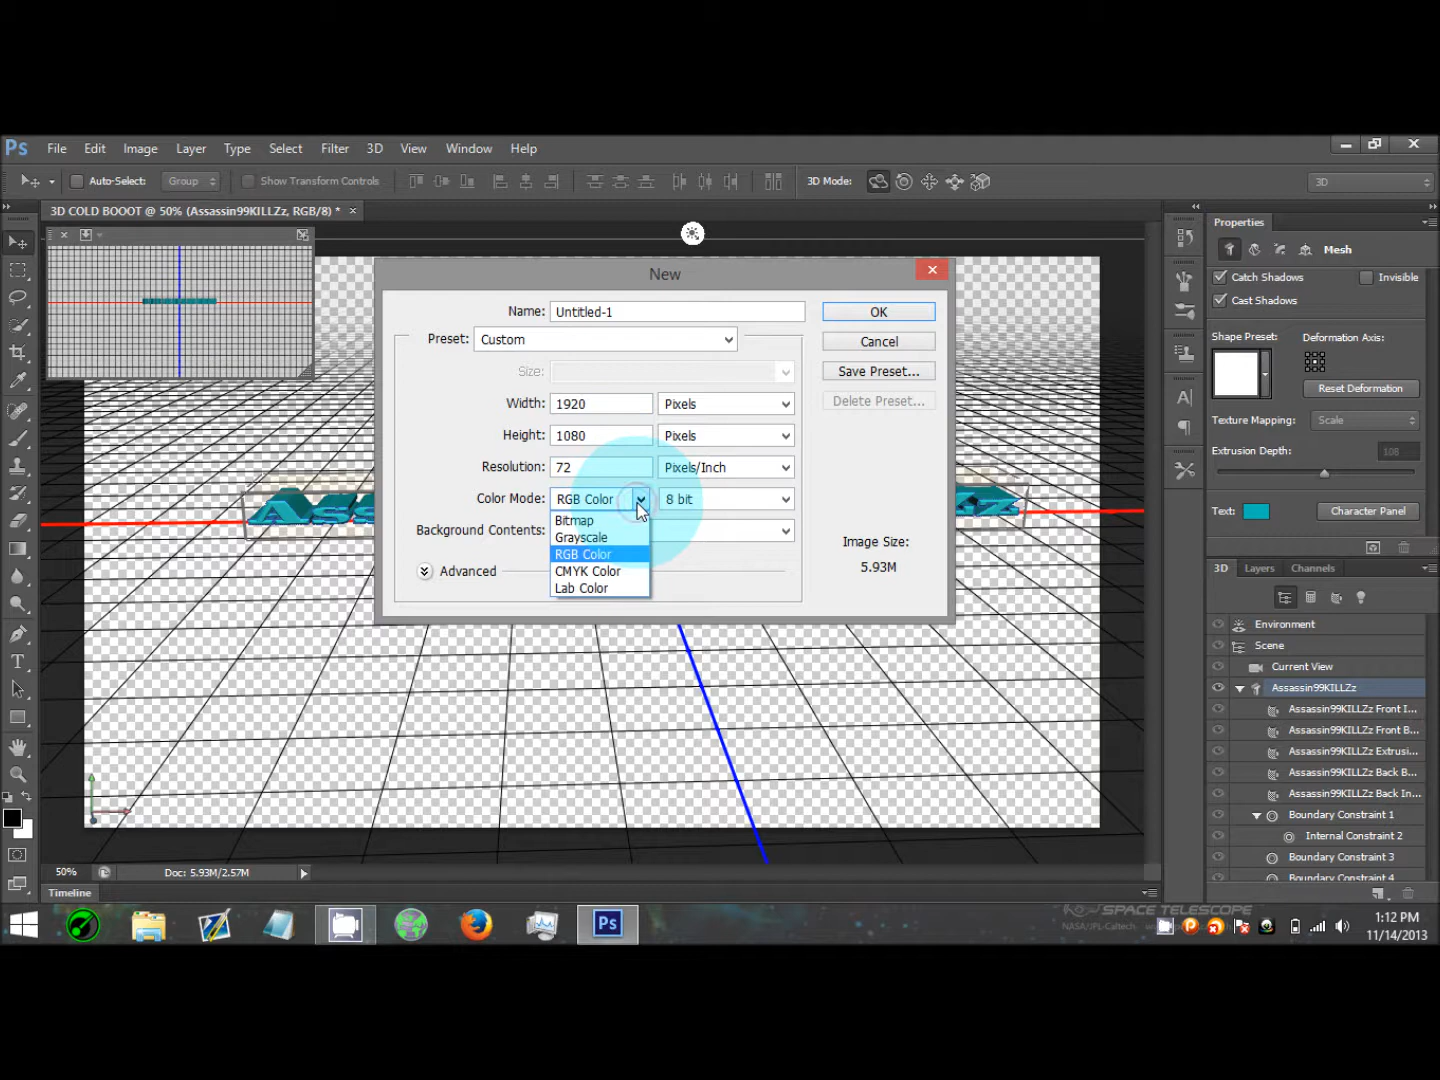 Ps File Edit Image Layer Type Select Filter 3D View Window Help
Auto-Select: Group Show Transform Controls 3D Mode: 3D
3D COLD BOOOT @ 50% (Assassin99KILLZz, RGB/8) *
New
Name: Untitled-1
OK
Preset: Custom
Cancel
Size:
Save Preset...
Width: 1920 Pixels
Delete Preset...
Height: 1080 Pixels
Resolution: 72 Pixels/Inch
Color Mode: RGB Color 8 bit
Bitmap
Grayscale
RGB Color
CMYK Color
Lab Color
Background Contents:
Advanced
Image Size:
5.93M
Properties
Mesh
Catch Shadows Invisible
Cast Shadows
Shape Preset: Deformation Axis:
Reset Deformation
Texture Mapping: Scale
Extrusion Depth: 108
Text: Character Panel
3D Layers Channels
Environment
Scene
Current View
Assassin99KILLZz
Assassin99KILLZz Front I...
Assassin99KILLZz Front B...
Assassin99KILLZz Extrusi...
Assassin99KILLZz Back B...
Assassin99KILLZz Back In...
Boundary Constraint 1
Internal Constraint 2
Boundary Constraint 3
Boundary Constraint 4
50% Doc: 5.93M/2.57M
Timeline
SPACE TELESCOPE
NASA/JPL-Caltech
Ps
1:12 PM
11/14/2013